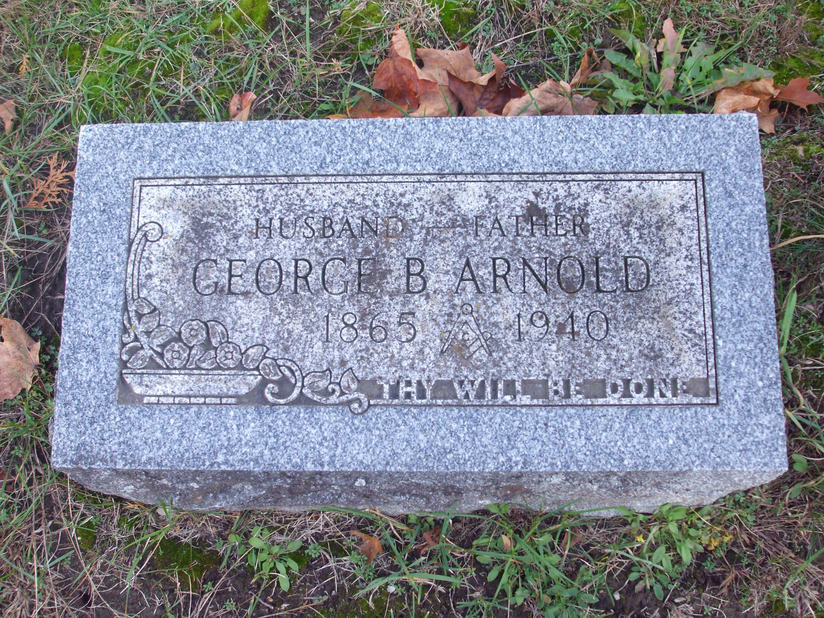 HUSBAND — FATHER
GEORGE B ARNOLD
1865 1940
THY WILL BE DONE